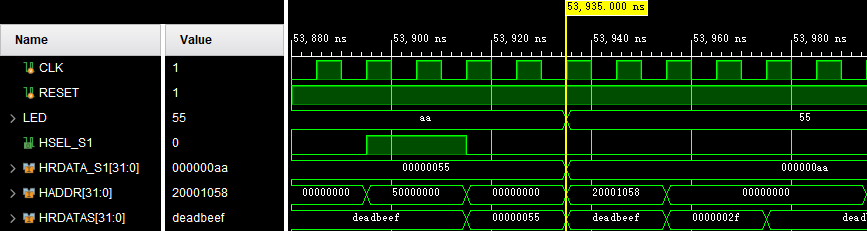 53,935.000 ns
Name Value
53,880 ns 53,900 ns 53,920 ns 53,940 ns 53,960 ns 53,980 ns
CLK 1
RESET 1
LED 55 aa 55
HSEL_S1 0
HRDATA_S1[31:0] 000000aa 00000055 000000aa
HADDR[31:0] 20001058 00000000 50000000 00000000 20001058 00000000
HRDATAS[31:0] deadbeef deadbeef 00000055 deadbeef 0000002f dead